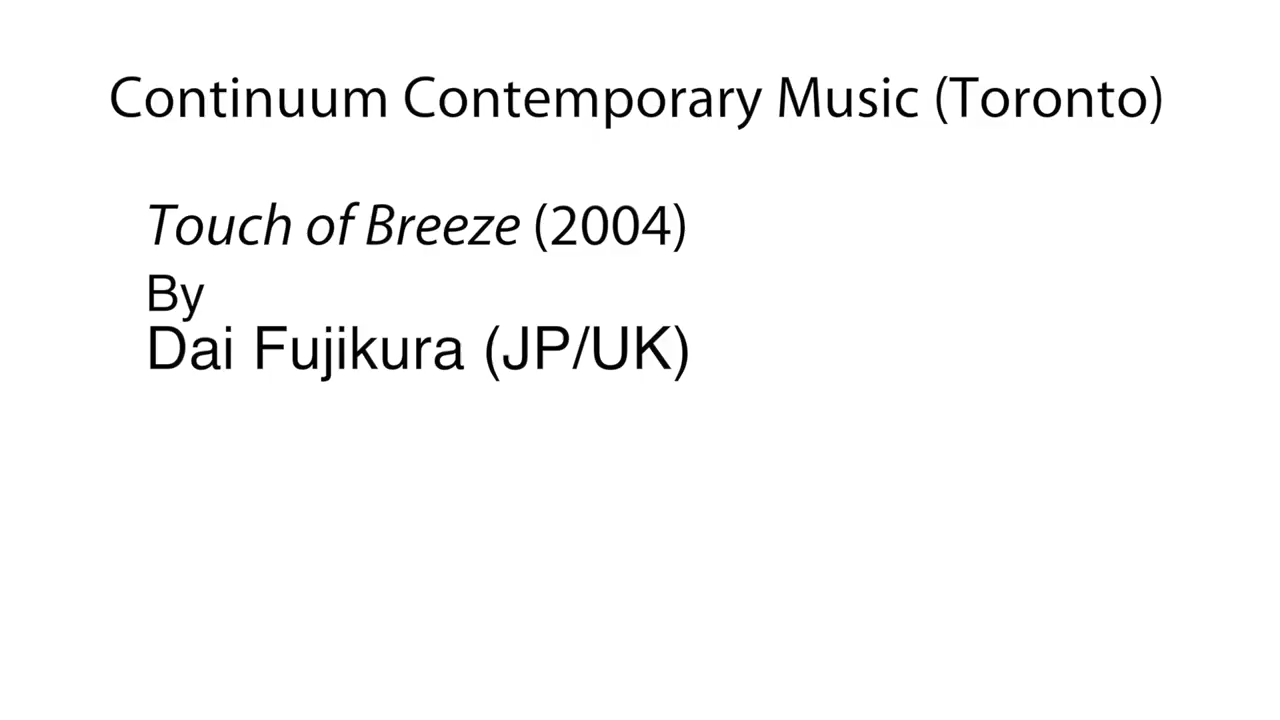 Continuum Contemporary Music (Toronto)
Touch of Breeze (2004)
By
Dai Fujikura (JP/UK)